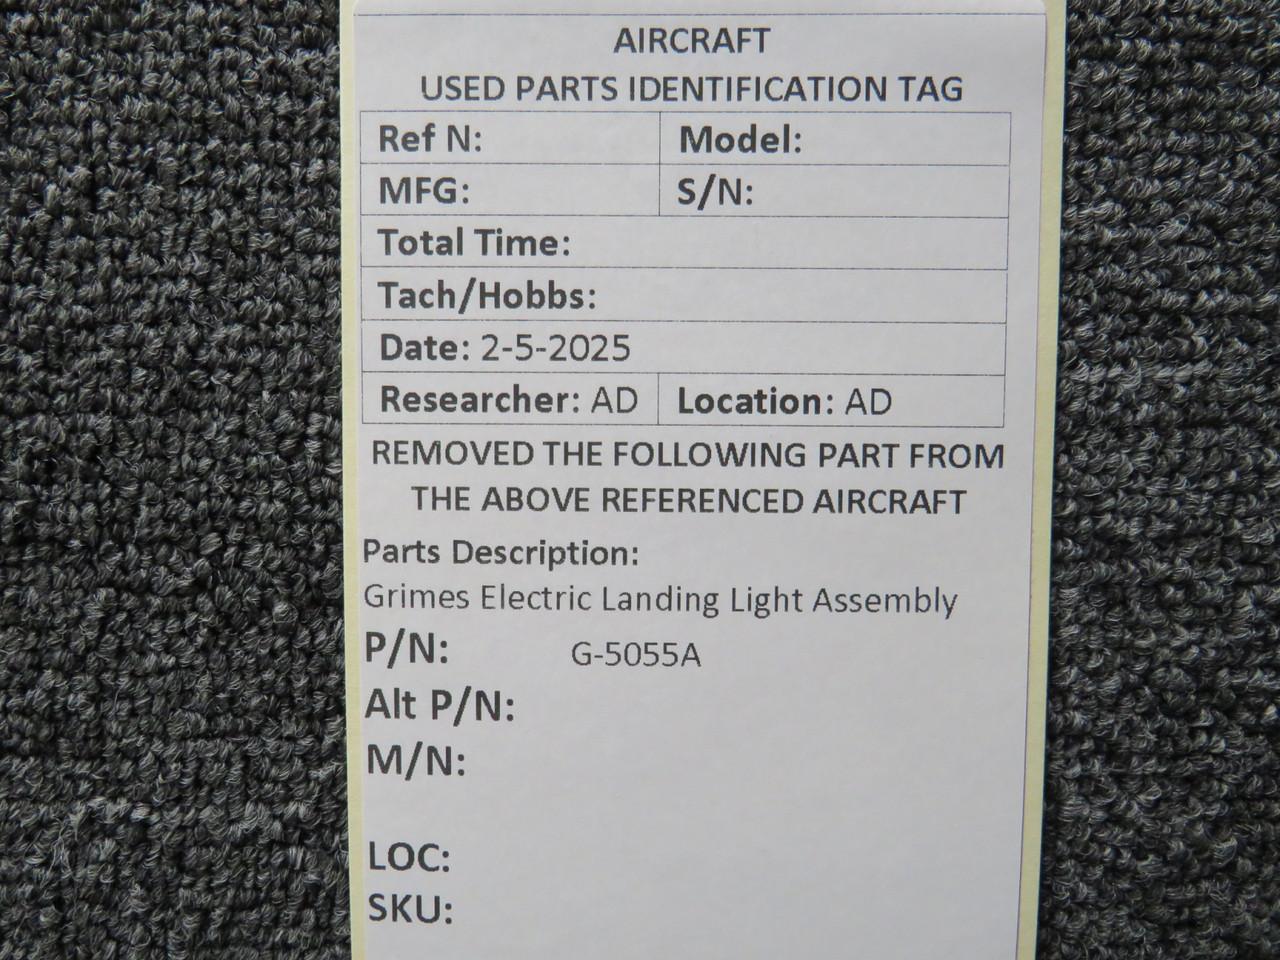 AIRCRAFT
USED PARTS IDENTIFICATION TAG
Ref N: Model:
MFG: S/N:
Total Time:
Tach/Hobbs:
Date: 2-5-2025
Researcher: AD Location: AD
REMOVED THE FOLLOWING PART FROM
THE ABOVE REFERENCED AIRCRAFT
Parts Description:
Grimes Electric Landing Light Assembly
P/N: G-5055A
Alt P/N:
M/N:
LOC:
SKU: